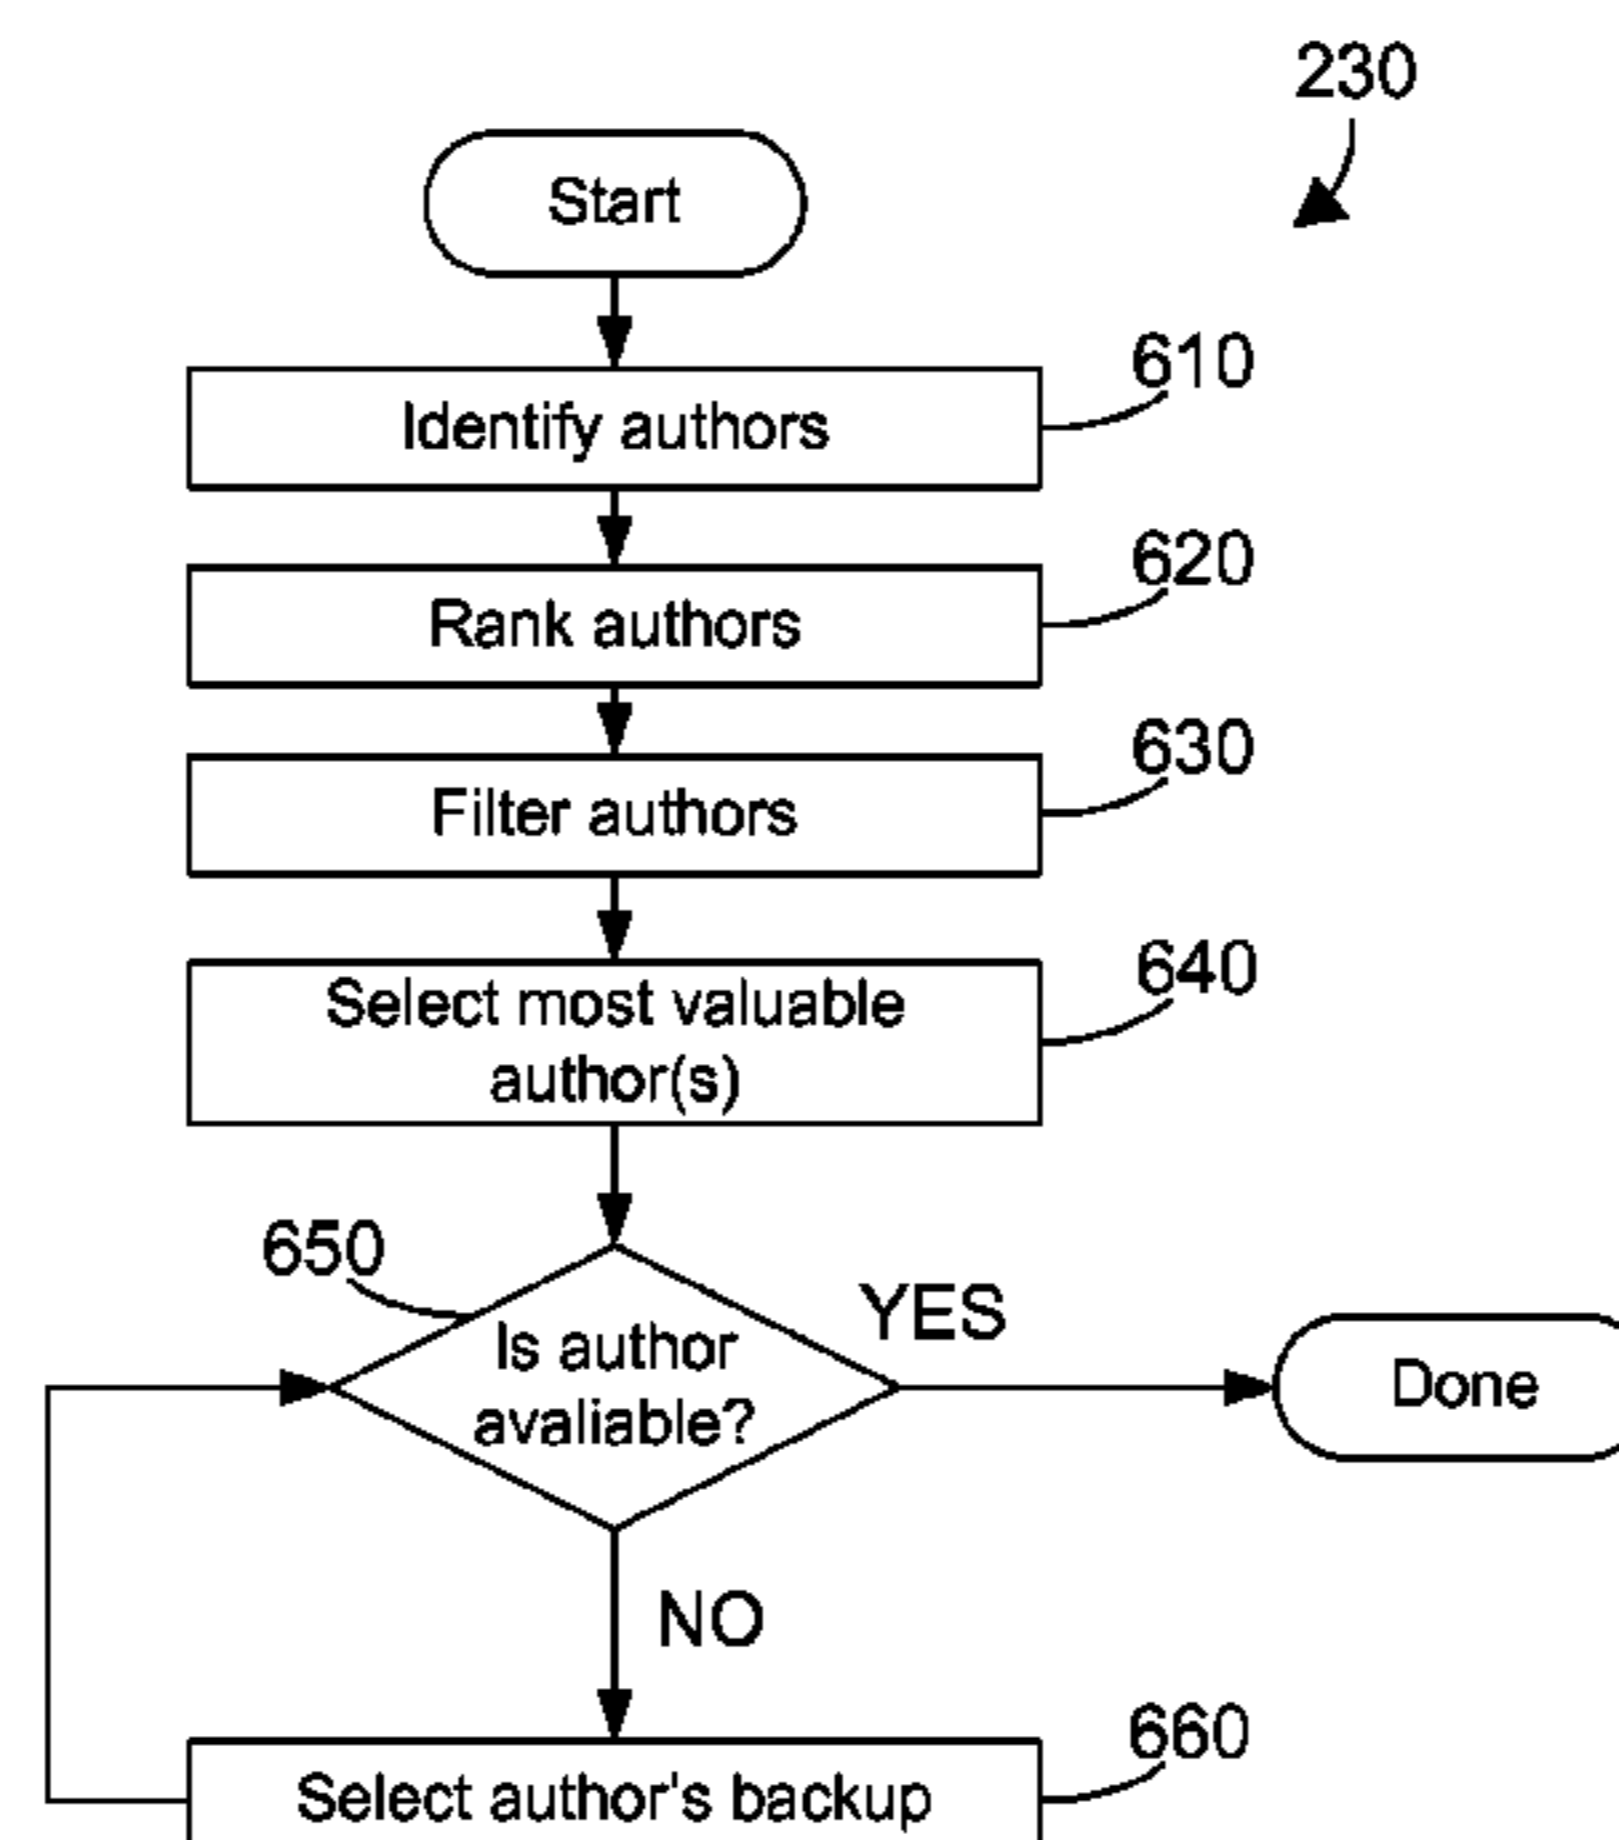 230
Start
610
Identify authors
620
Rank authors
630
Filter authors
640
Select most valuable
author(s)
650
YES
Is author
avaliable?
Done
NO
660
Select author's backup